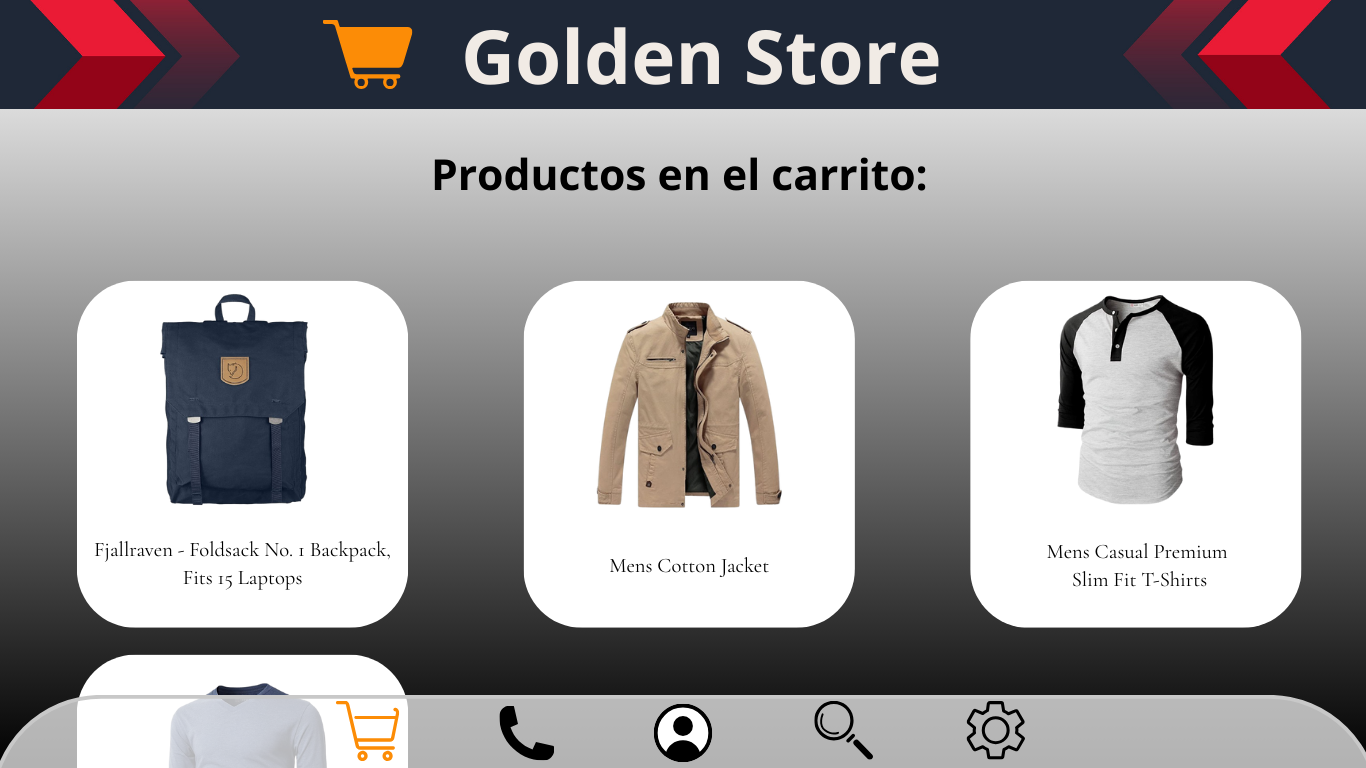 Golden Store
Productos en el carrito:
Fjallraven - Foldsack No. 1 Backpack,
Fits 15 Laptops
Mens Cotton Jacket
Mens Casual Premium
Slim Fit T-Shirts